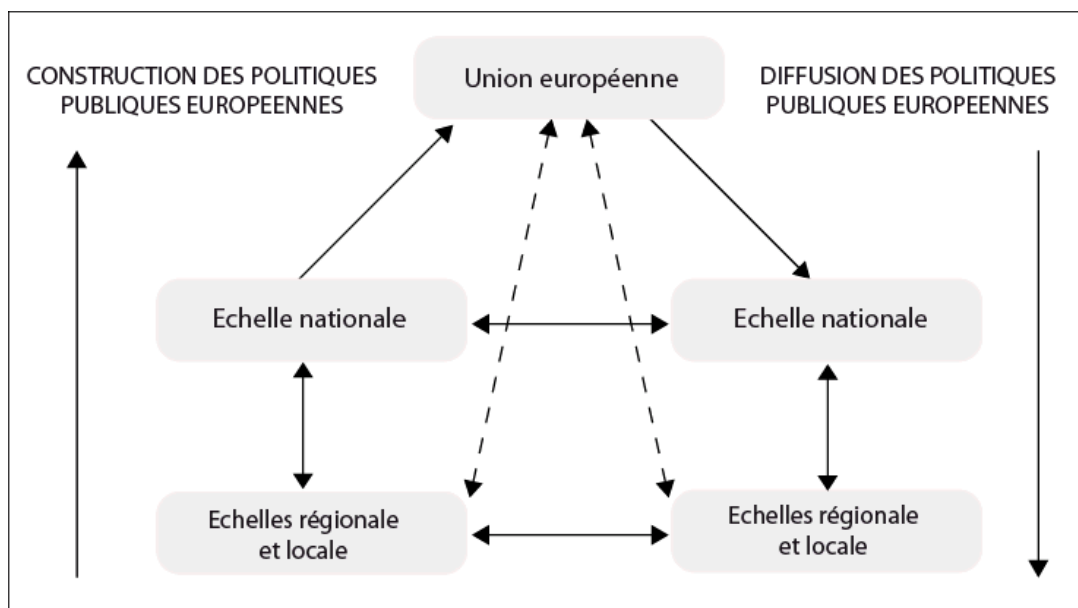 CONSTRUCTION DES POLITIQUES
PUBLIQUES EUROPEENNES
Union européenne
DIFFUSION DES POLITIQUES
PUBLIQUES EUROPEENNES
Echelle nationale
Echelle nationale
Echelles régionale
et locale
Echelles régionale
et locale